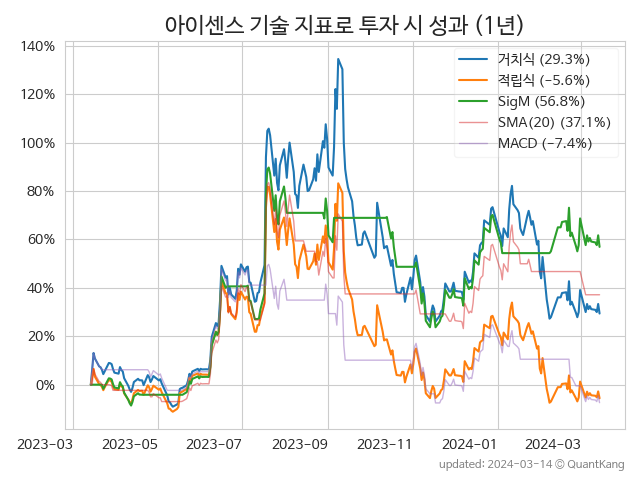 아이센스 기술 지표로 투자 시 성과 (1년)
거치식 (29.3%)
적립식 (−5.6%)
SigM (56.8%)
SMA(20) (37.1%)
MACD (−7.4%)
140%
120%
100%
80%
60%
40%
20%
0%
2023-03
2023-05
2023-07
2023-09
2023-11
2024-01
2024-03
updated: 2024-03-14 © QuantKang